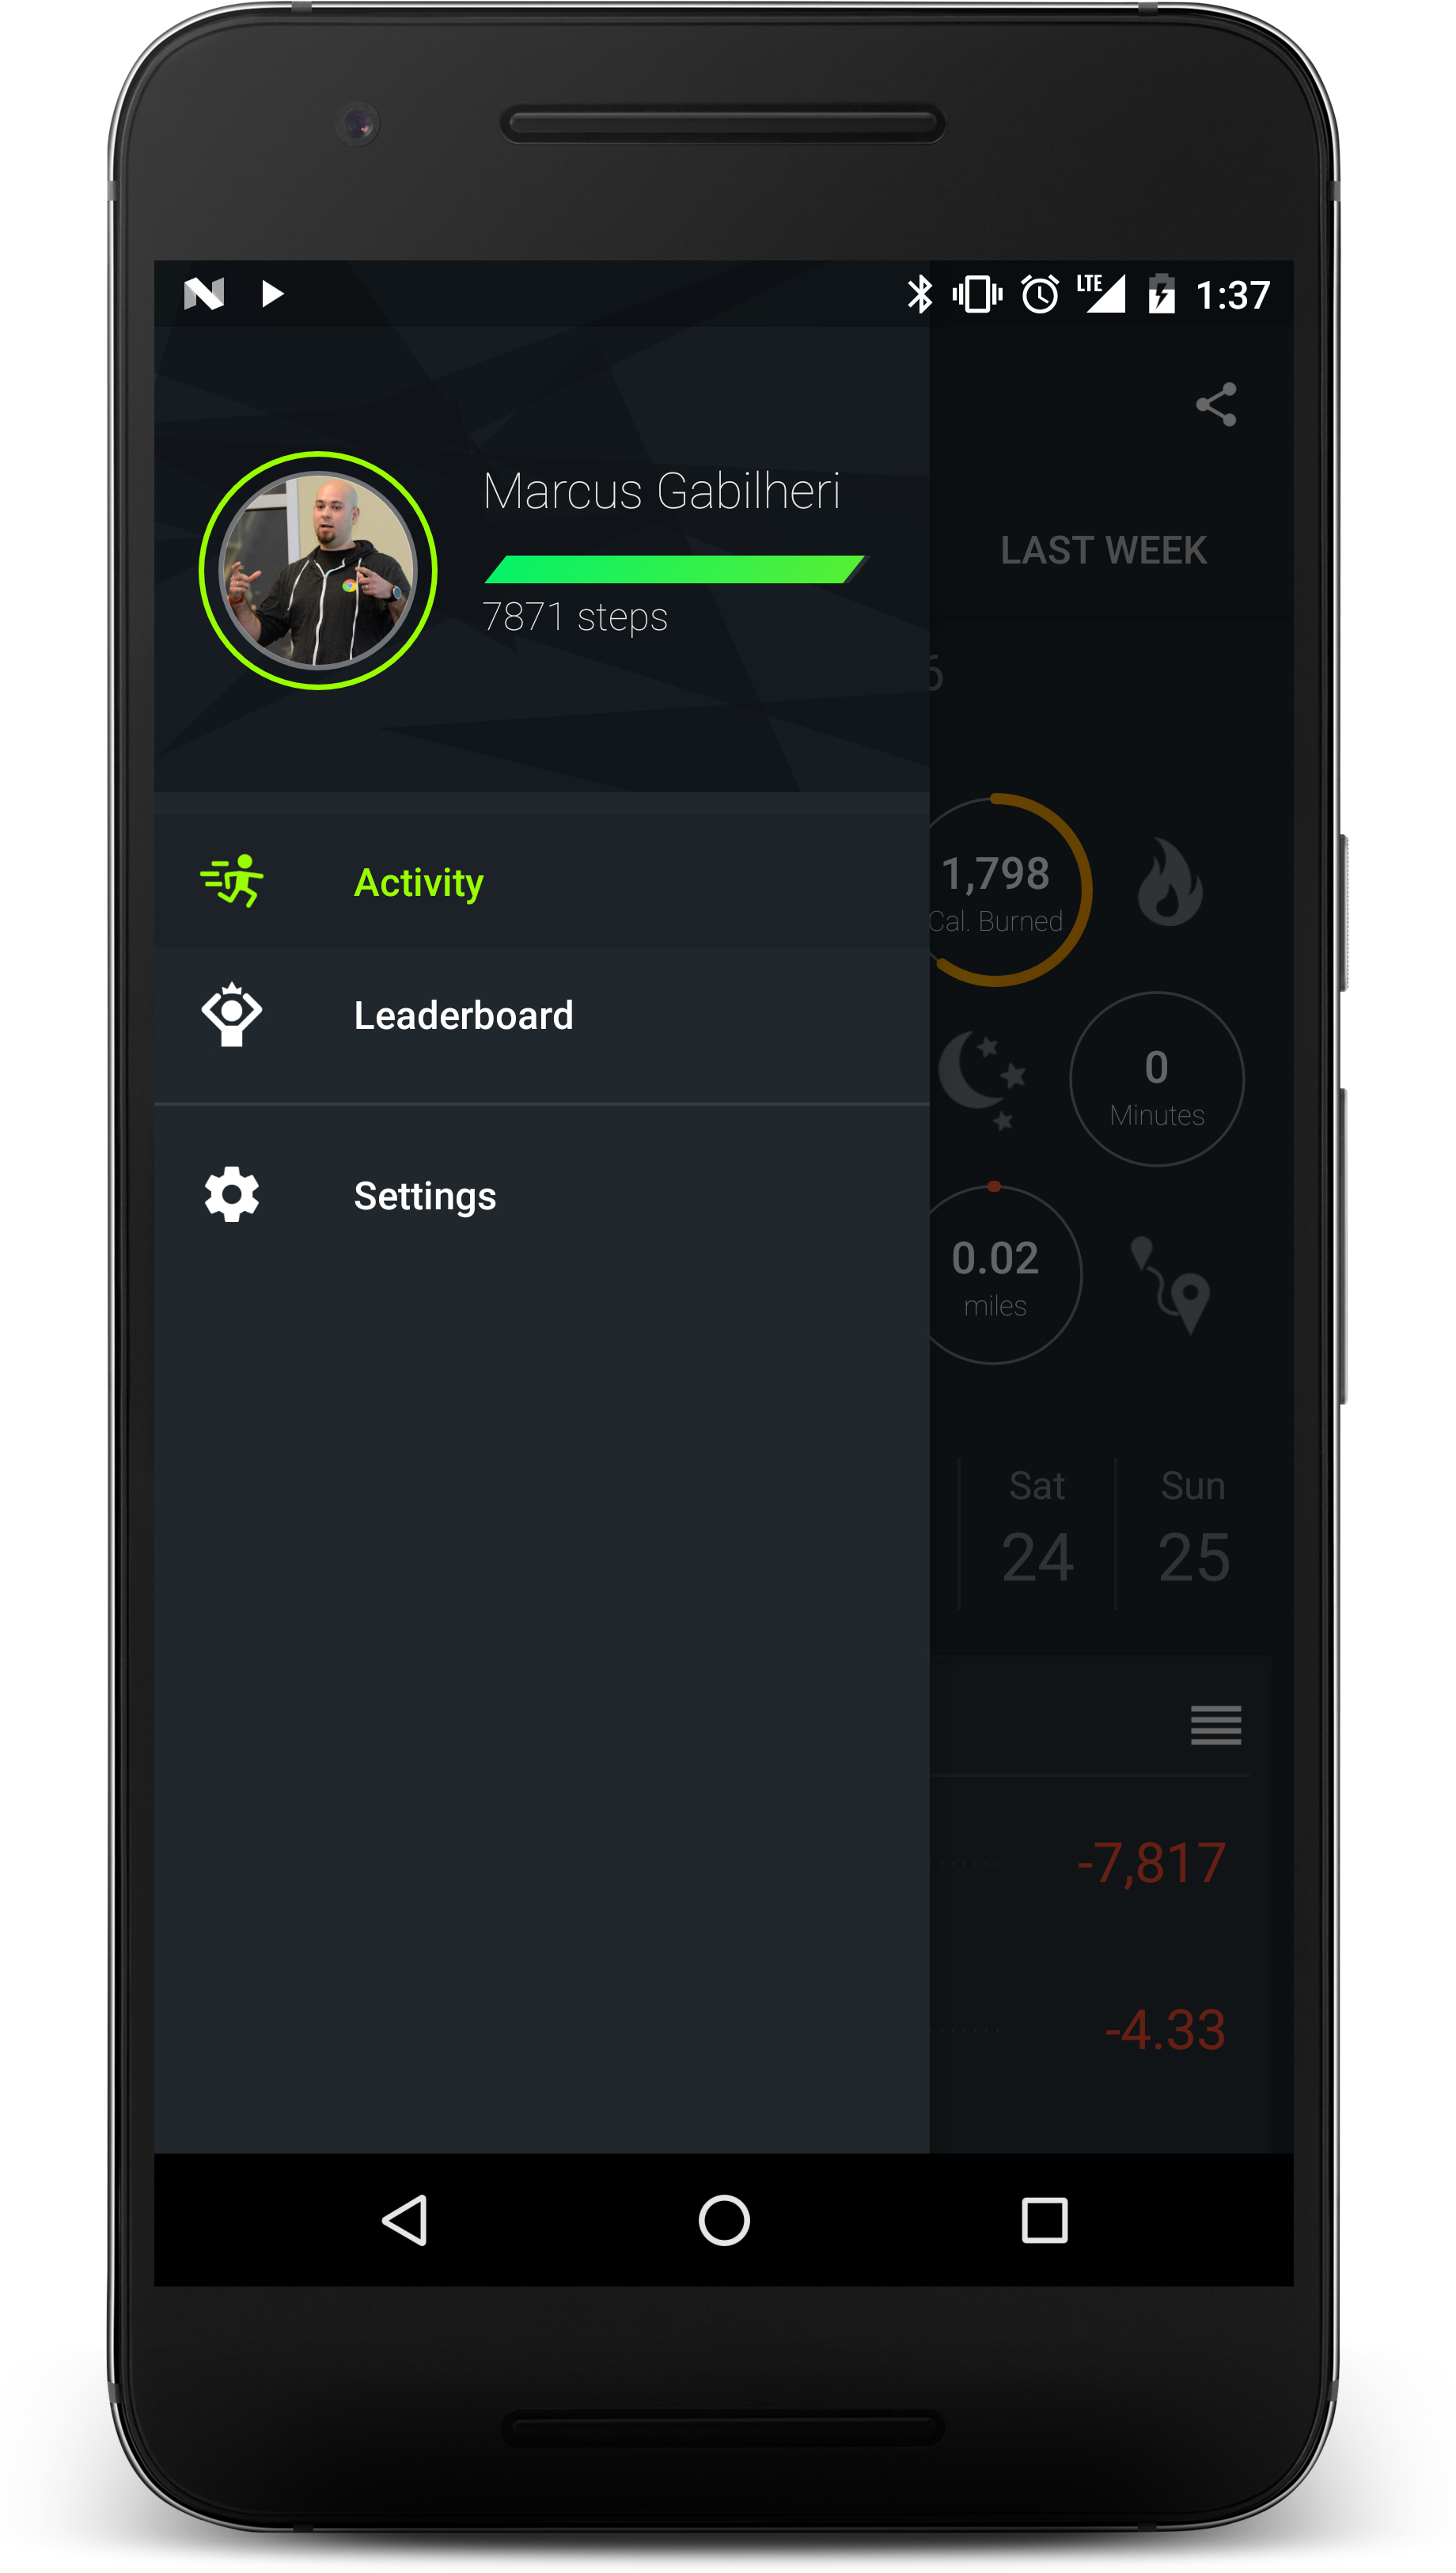 LTE 1:37
Marcus Gabilheri
7871 steps
LAST WEEK
6
Activity
1,798
Cal. Burned
Leaderboard
0
Minutes
Settings
0.02
miles
Sat Sun
24 25
-7,817
-4.33